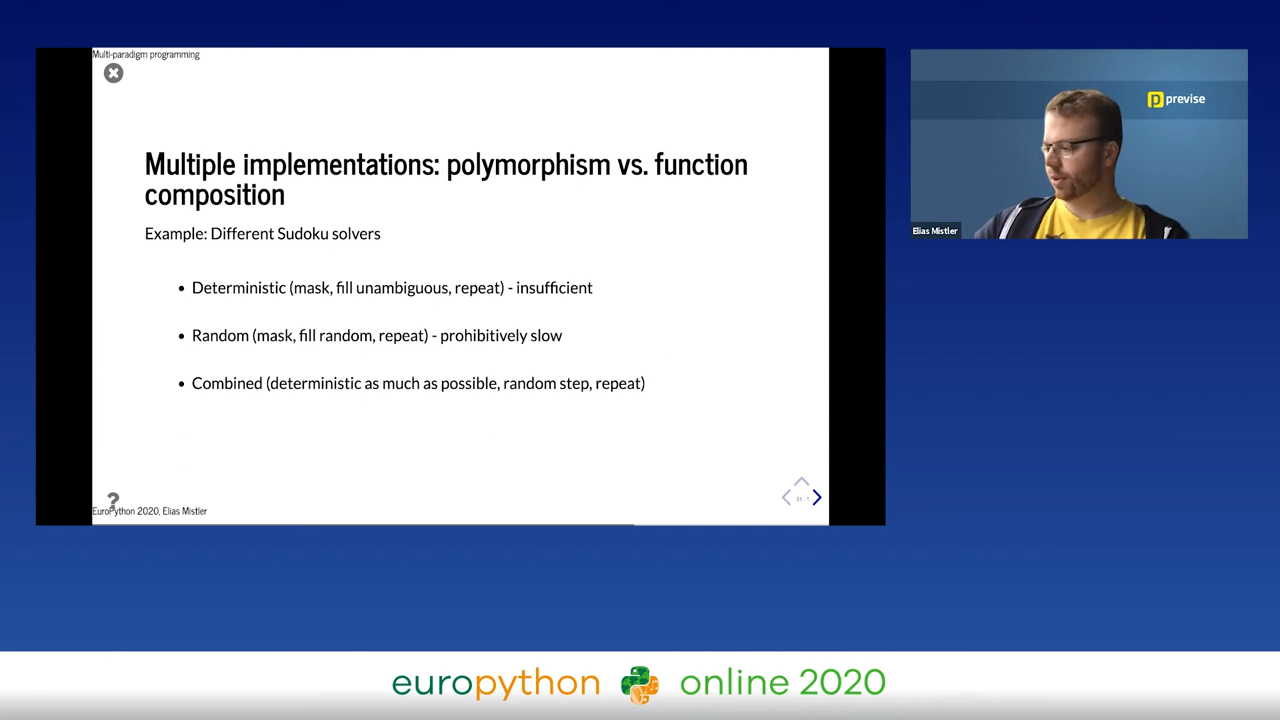 Multi-paradigm programming
Multiple implementations: polymorphism vs. function
composition
Example: Different Sudoku solvers
• Deterministic (mask, fill unambiguous, repeat) - insufficient
• Random (mask, fill random, repeat) - prohibitively slow
• Combined (deterministic as much as possible, random step, repeat)
?
EuroPython 2020, Elias Mistler
previse
Elias Mistler
europython online 2020